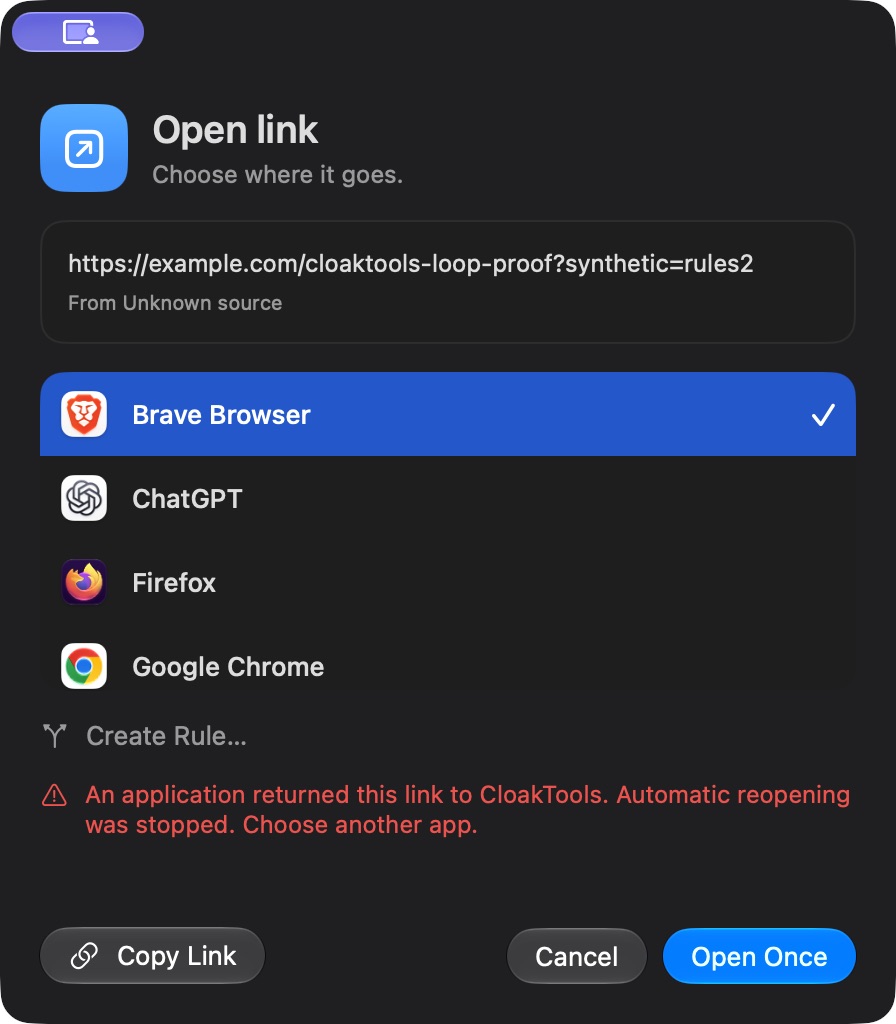 Open link
Choose where it goes.
https://example.com/cloaktools-loop-proof?synthetic=rules2
From Unknown source
Brave Browser
ChatGPT
Firefox
Google Chrome
Create Rule...
An application returned this link to CloakTools. Automatic reopening
was stopped. Choose another app.
Copy Link
Cancel
Open Once